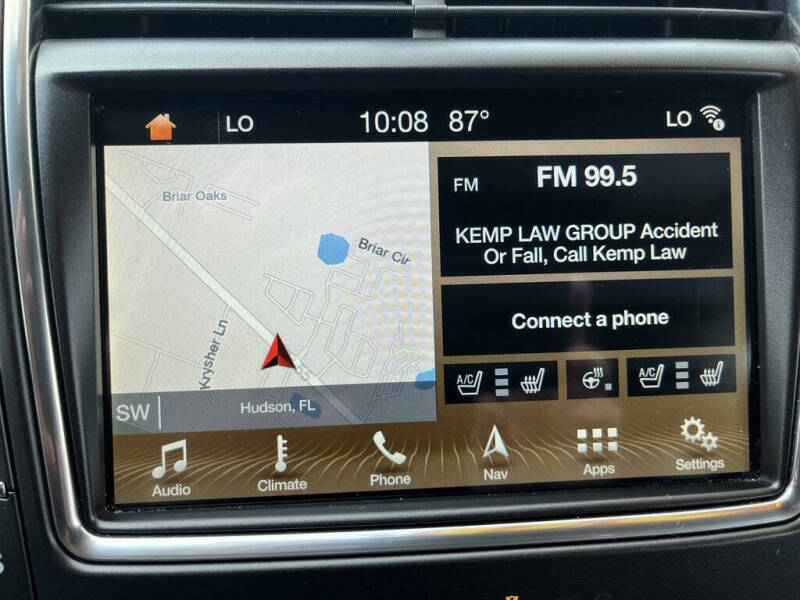 LO 10:08 87° LO
Briar Oaks
Briar Cir
Krysher Ln
SW
Hudson, FL
FM FM 99.5
KEMP LAW GROUP Accident
Or Fall, Call Kemp Law
Connect a phone
A/C A/C
Audio Climate Phone Nav Apps Settings